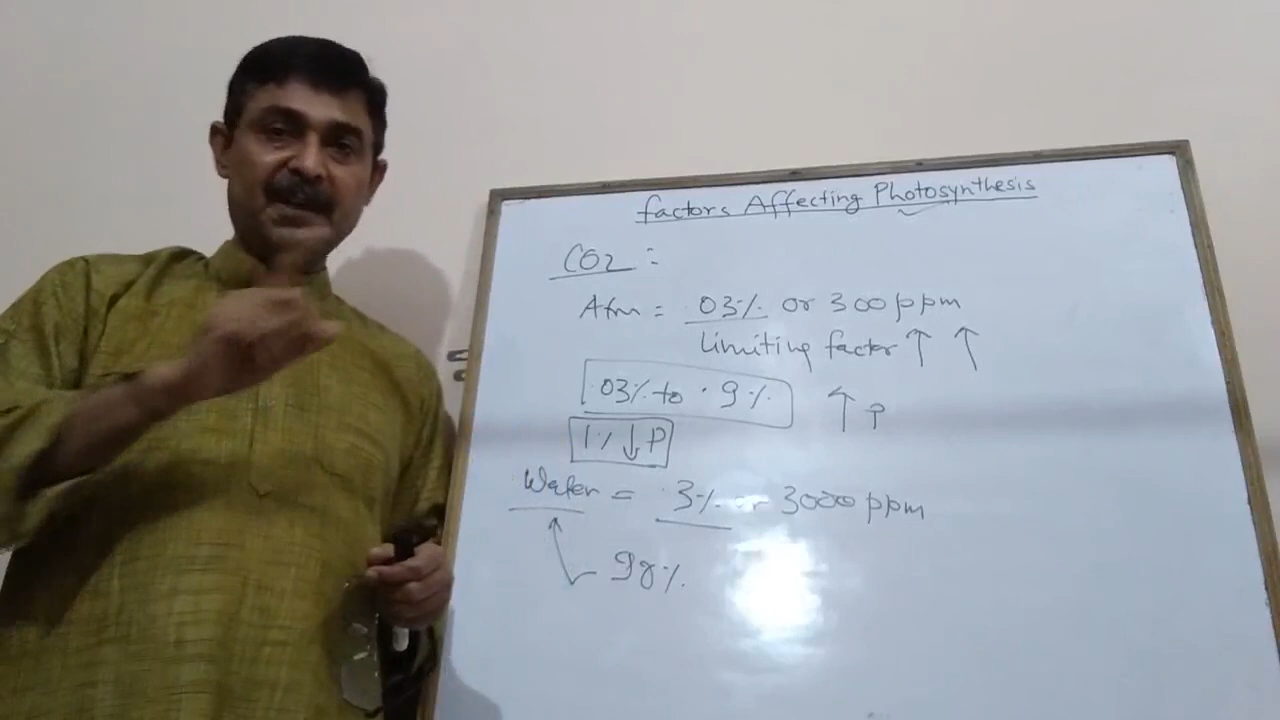 factors Affecting Photosynthesis
CO2 :
Atm = 03% or 300 ppm
Limiting factor ↑ ↑
.03% to .9% ↑ P
1% ↓ P
Water = .3% or 3000 ppm
98%